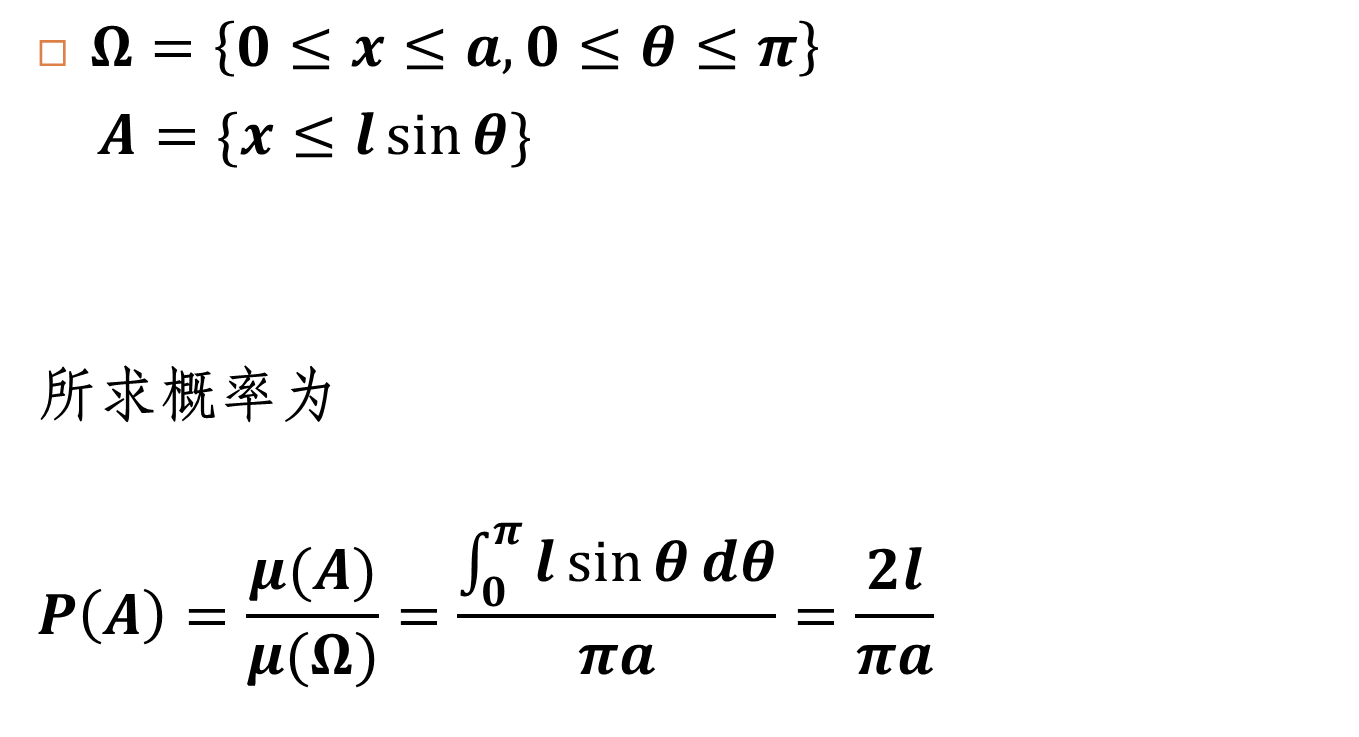 □ Ω = {0 ≤ x ≤ a, 0 ≤ θ ≤ π}
A = {x ≤ l sin θ}
所求概率为
P(A) = μ(A)/μ(Ω) = ∫₀^π l sin θ dθ / πa = 2l/πa